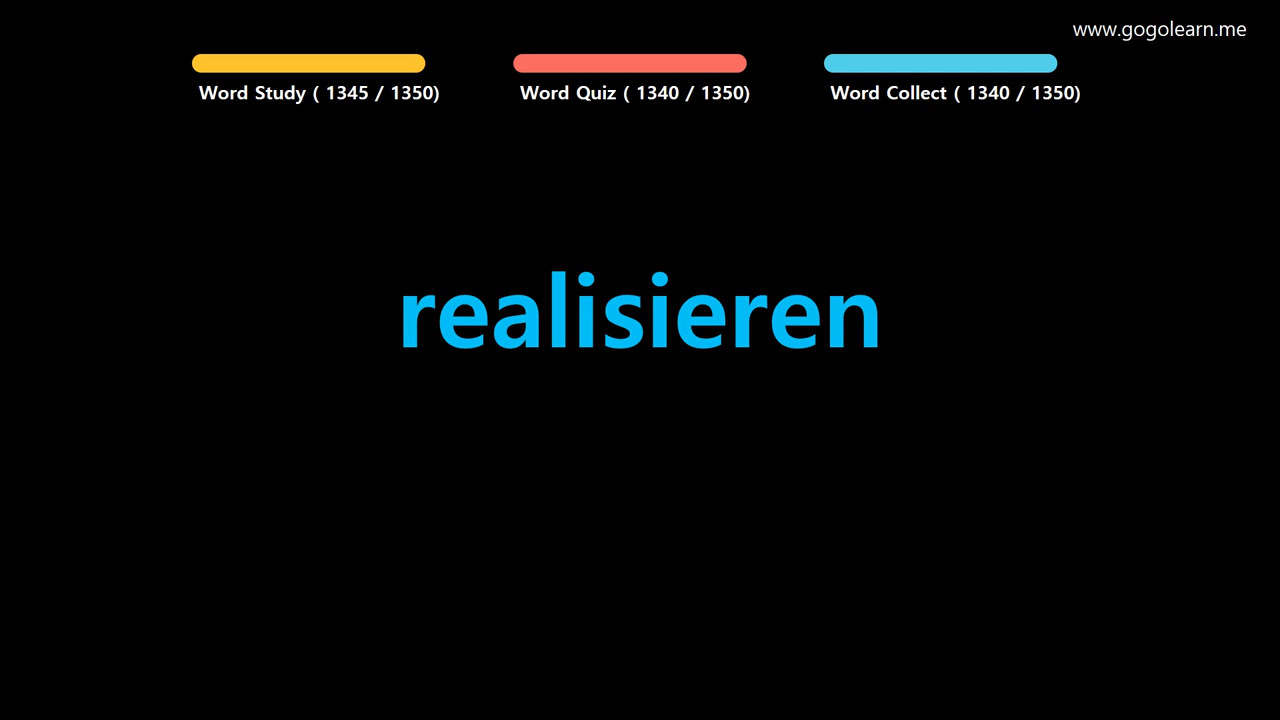 www.gogolearn.me
Word Study ( 1345 / 1350)
Word Quiz ( 1340 / 1350)
Word Collect ( 1340 / 1350)
realisieren